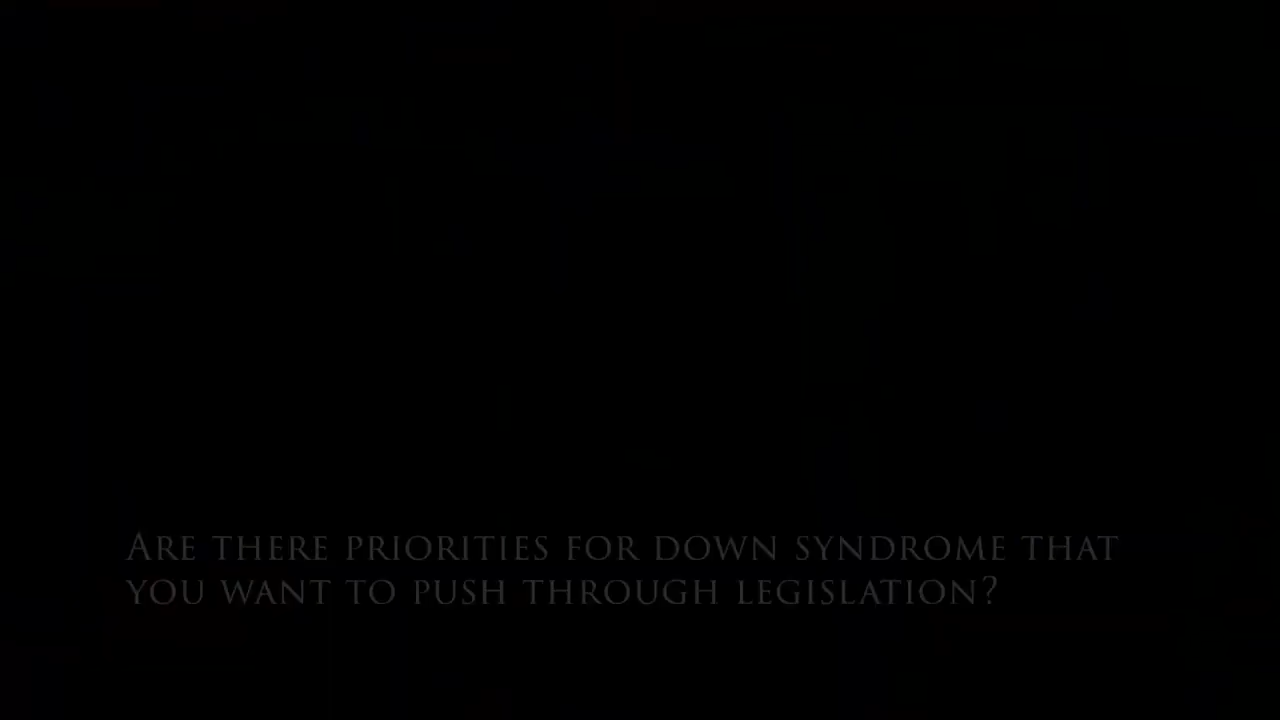 Are there priorities for down syndrome that
you want to push through legislation?